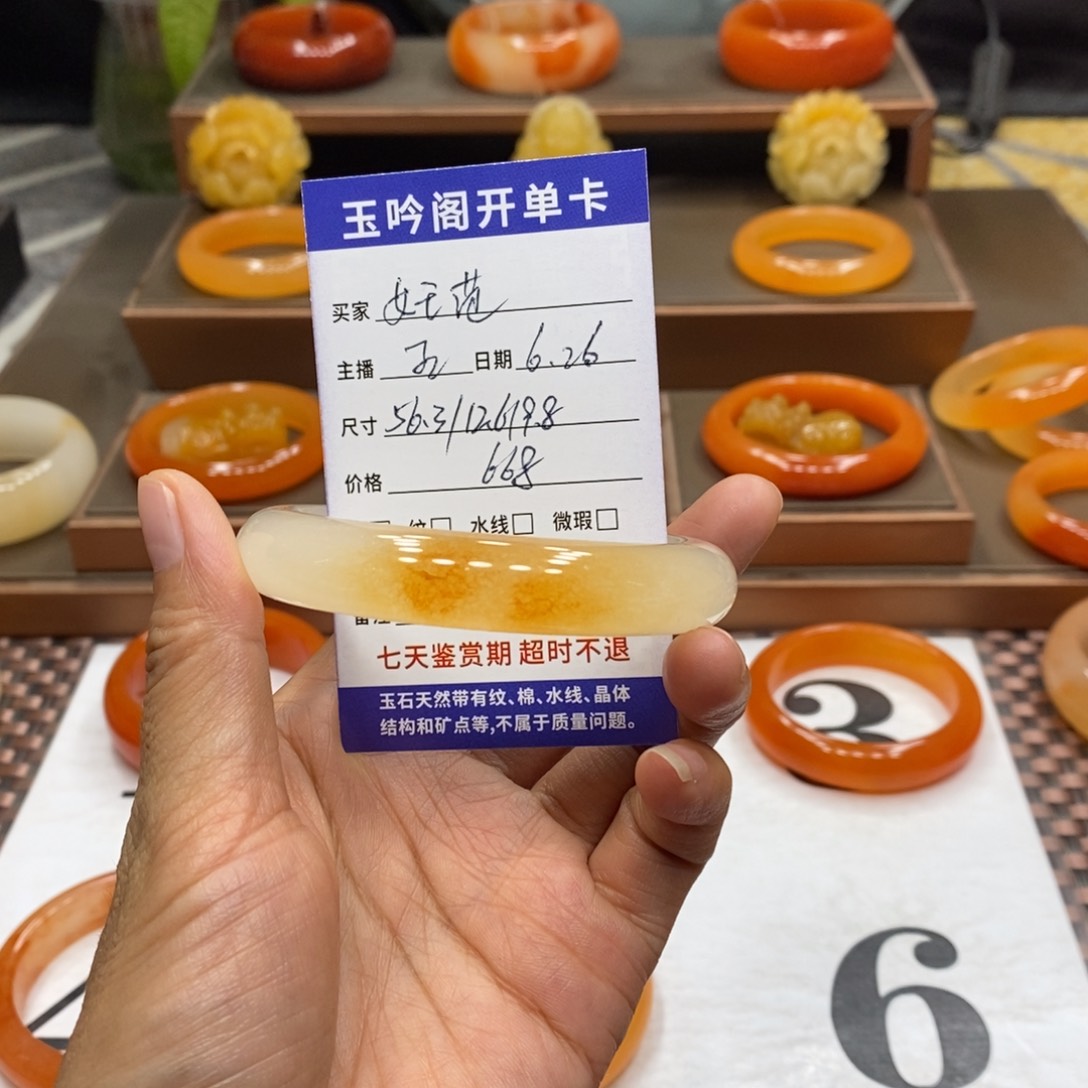 玉吟阁开单卡
买家 女王范
主播 日期 6.26
尺寸 56.3/12.6/9.8
价格 668
纹□ 水线□ 微瑕□
七天鉴赏期 超时不退
玉石天然带有纹、棉、水线、晶体
结构和矿点等,不属于质量问题。
3
6